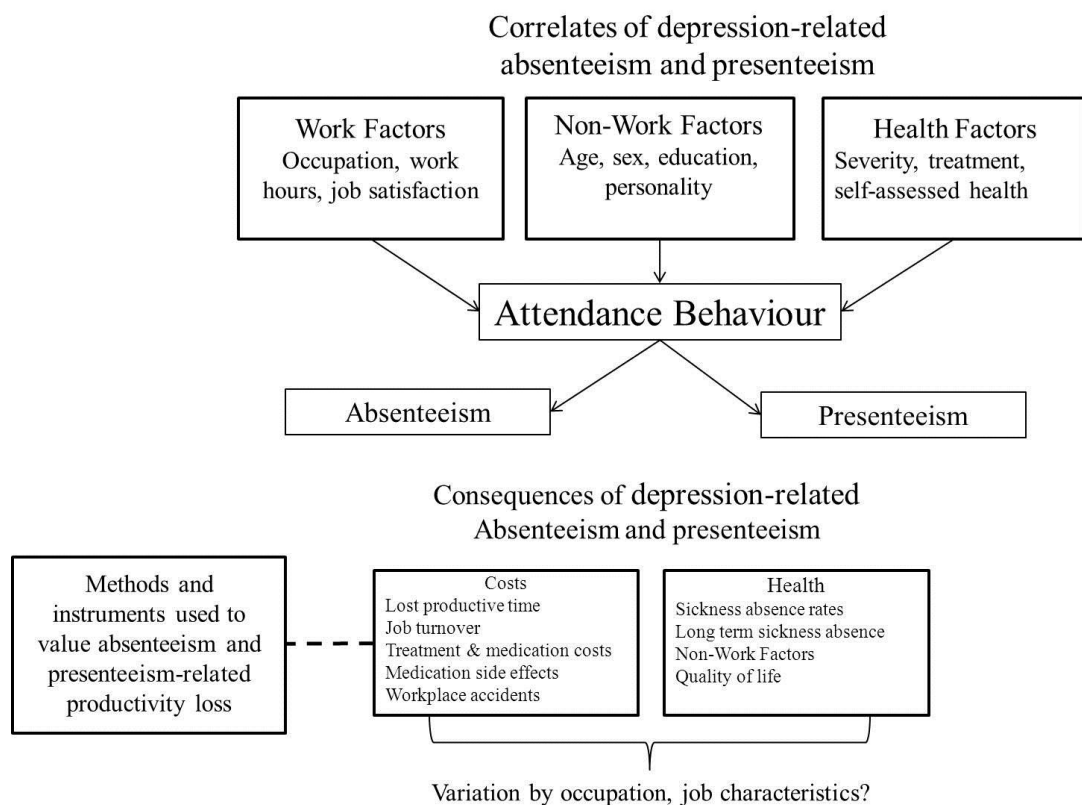 Correlates of depression-related
absenteeism and presenteeism
Work Factors
Occupation, work
hours, job satisfaction
Non-Work Factors
Age, sex, education,
personality
Health Factors
Severity, treatment,
self-assessed health
Attendance Behaviour
Absenteeism
Presenteeism
Consequences of depression-related
Absenteeism and presenteeism
Methods and
instruments used to
value absenteeism and
presenteeism-related
productivity loss
Costs
Lost productive time
Job turnover
Treatment & medication costs
Medication side effects
Workplace accidents
Health
Sickness absence rates
Long term sickness absence
Non-Work Factors
Quality of life
Variation by occupation, job characteristics?